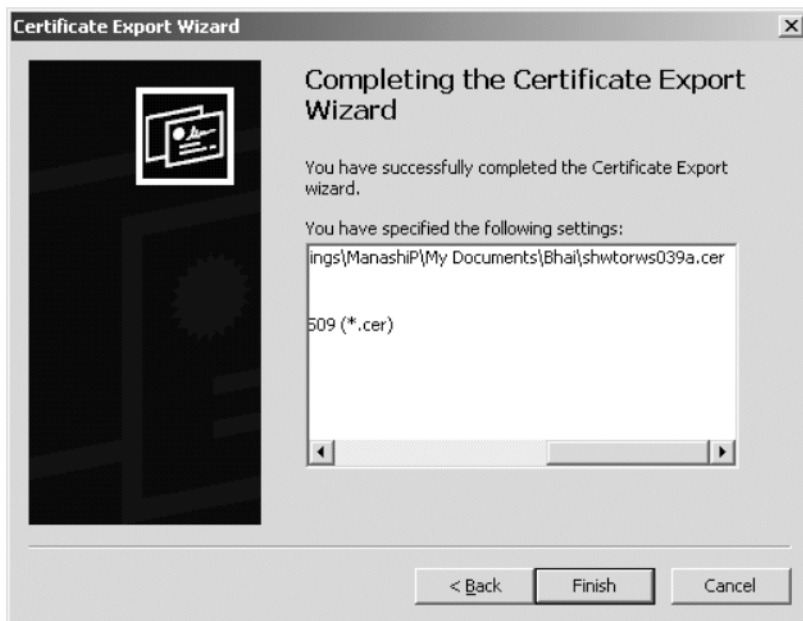 Certificate Export Wizard
Completing the Certificate Export
Wizard
You have successfully completed the Certificate Export
wizard.
You have specified the following settings:
ings\ManashiP\My Documents\Bhai\shwtorws039a.cer
509 (*.cer)
< Back
Finish
Cancel